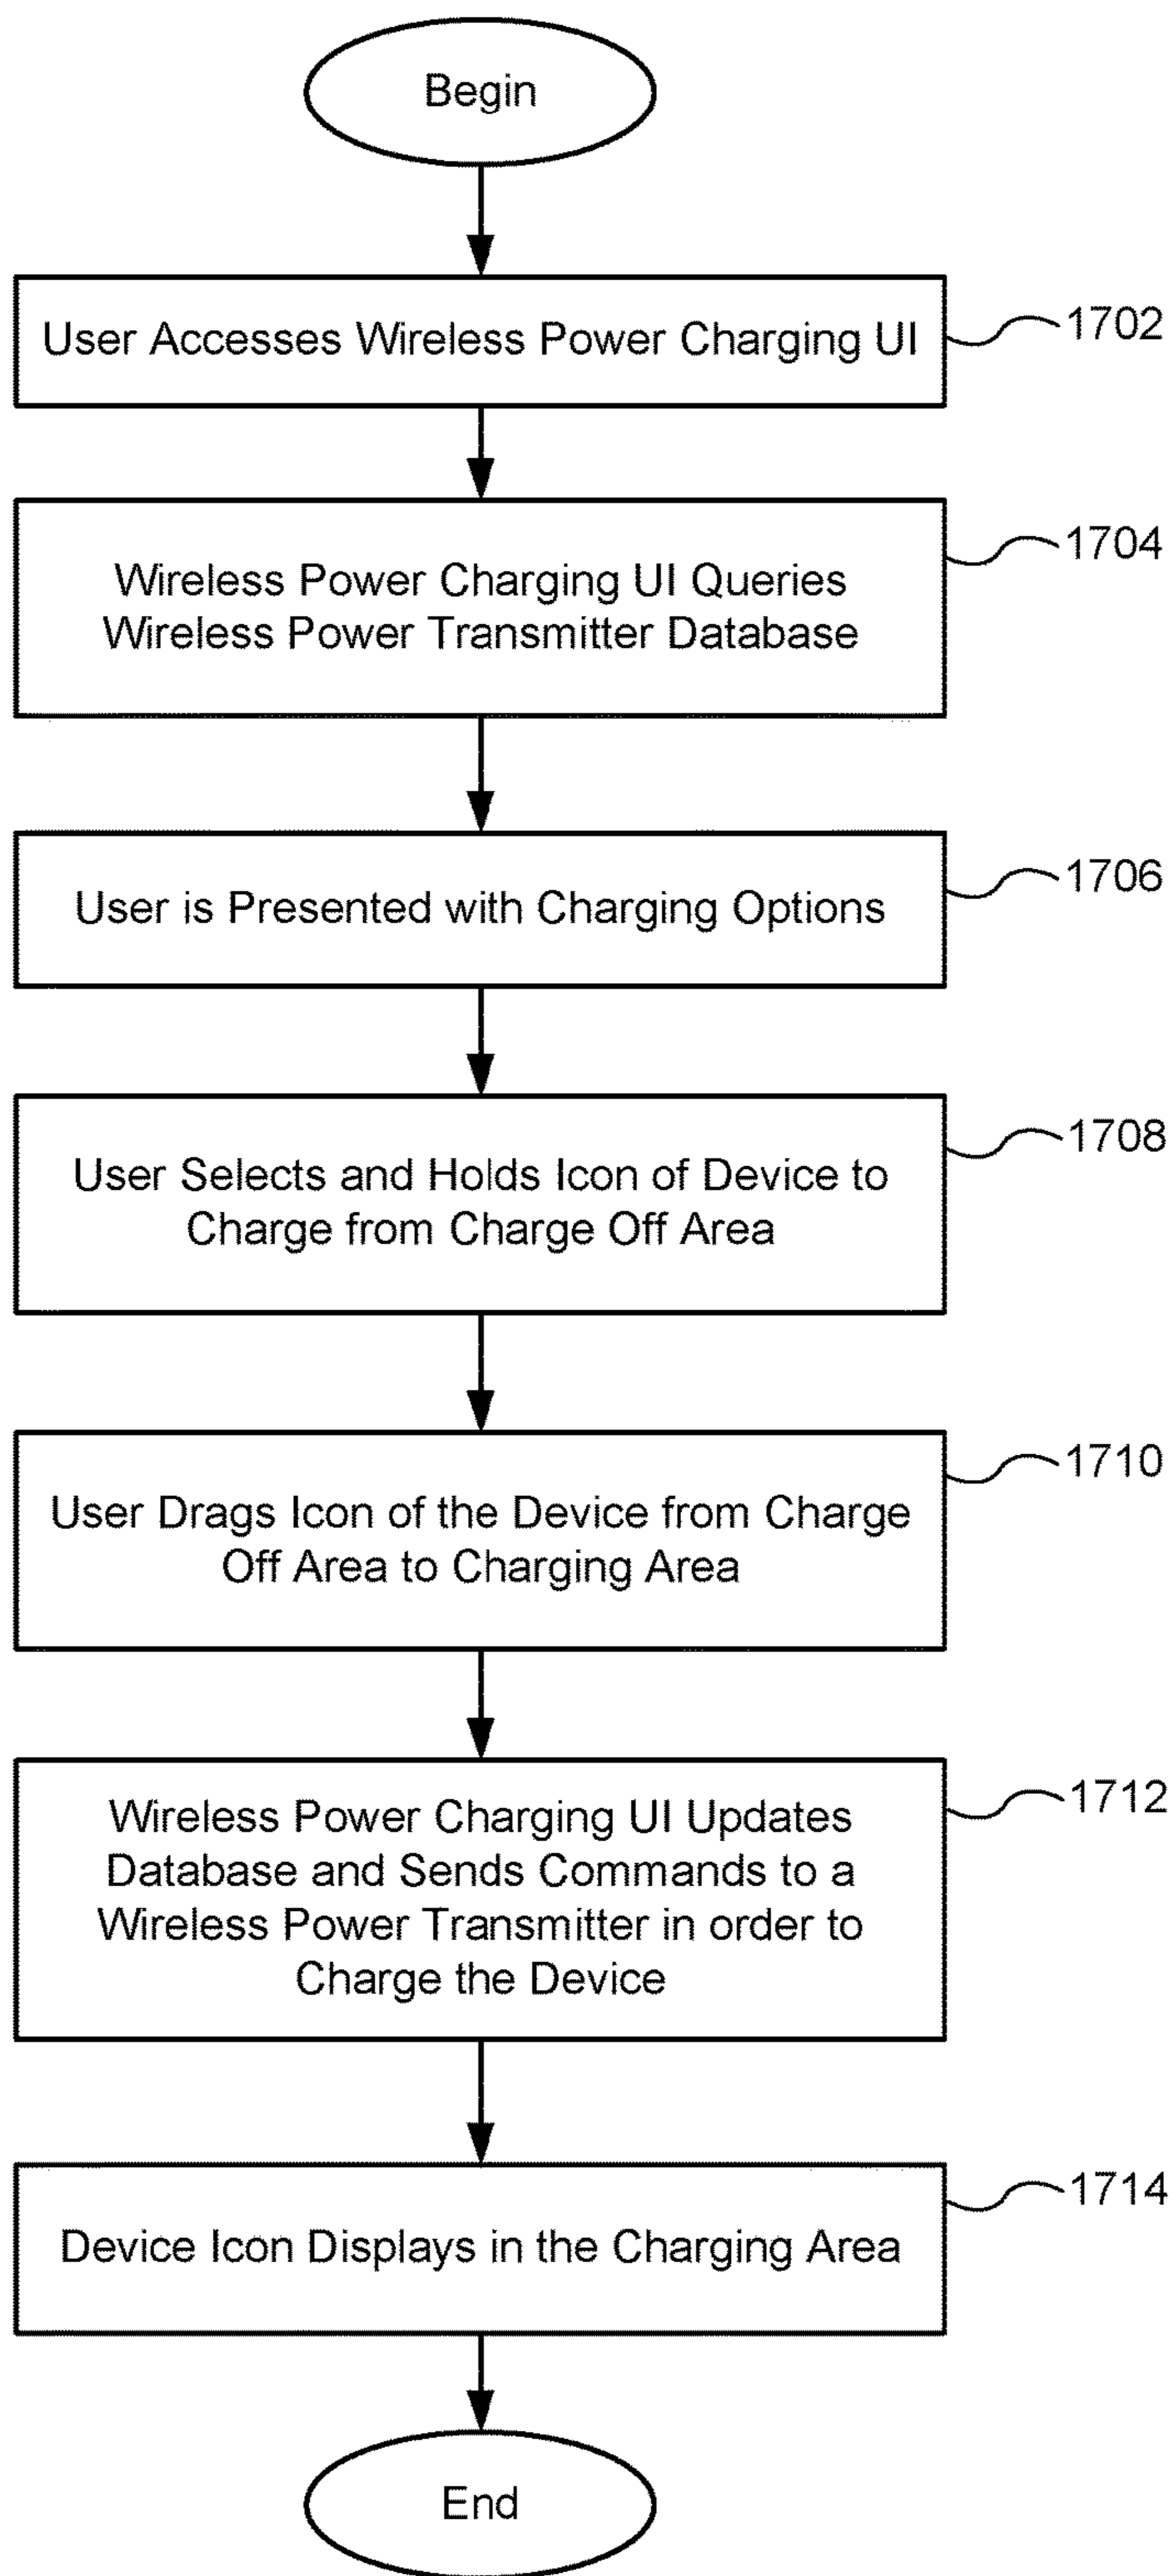 Begin
User Accesses Wireless Power Charging UI
1702
Wireless Power Charging UI Queries
Wireless Power Transmitter Database
1704
User is Presented with Charging Options
1706
User Selects and Holds Icon of Device to
Charge from Charge Off Area
1708
User Drags Icon of the Device from Charge
Off Area to Charging Area
1710
Wireless Power Charging UI Updates
Database and Sends Commands to a
Wireless Power Transmitter in order to
Charge the Device
1712
Device Icon Displays in the Charging Area
1714
End